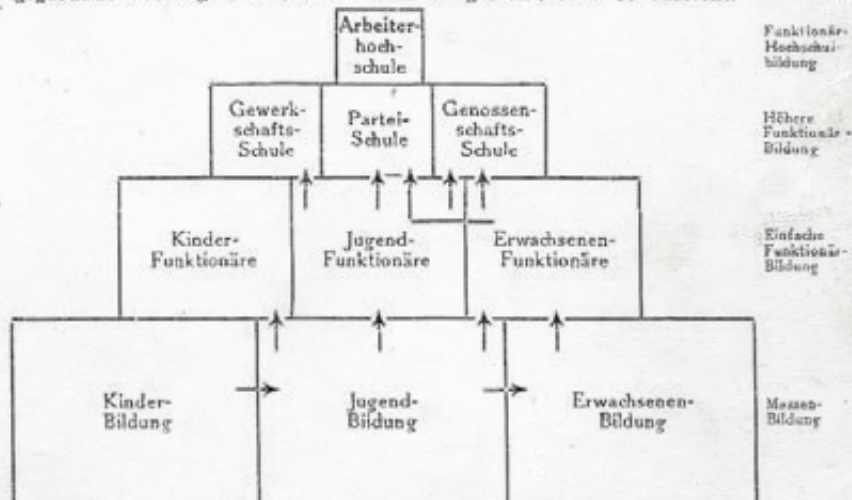 Arbeiter-
hoch-
schule
Funktionär-
Hochschul-
bildung
Gewerk-
schafts-
Schule
Partei-
Schule
Genossen-
schafts-
Schule
Höhere
Funktionär-
Bildung
Kinder-
Funktionäre
Jugend-
Funktionäre
Erwachsenen-
Funktionäre
Einfache
Funktionär-
Bildung
Kinder-
Bildung
Jugend-
Bildung
Erwachsenen-
Bildung
Massen-
Bildung